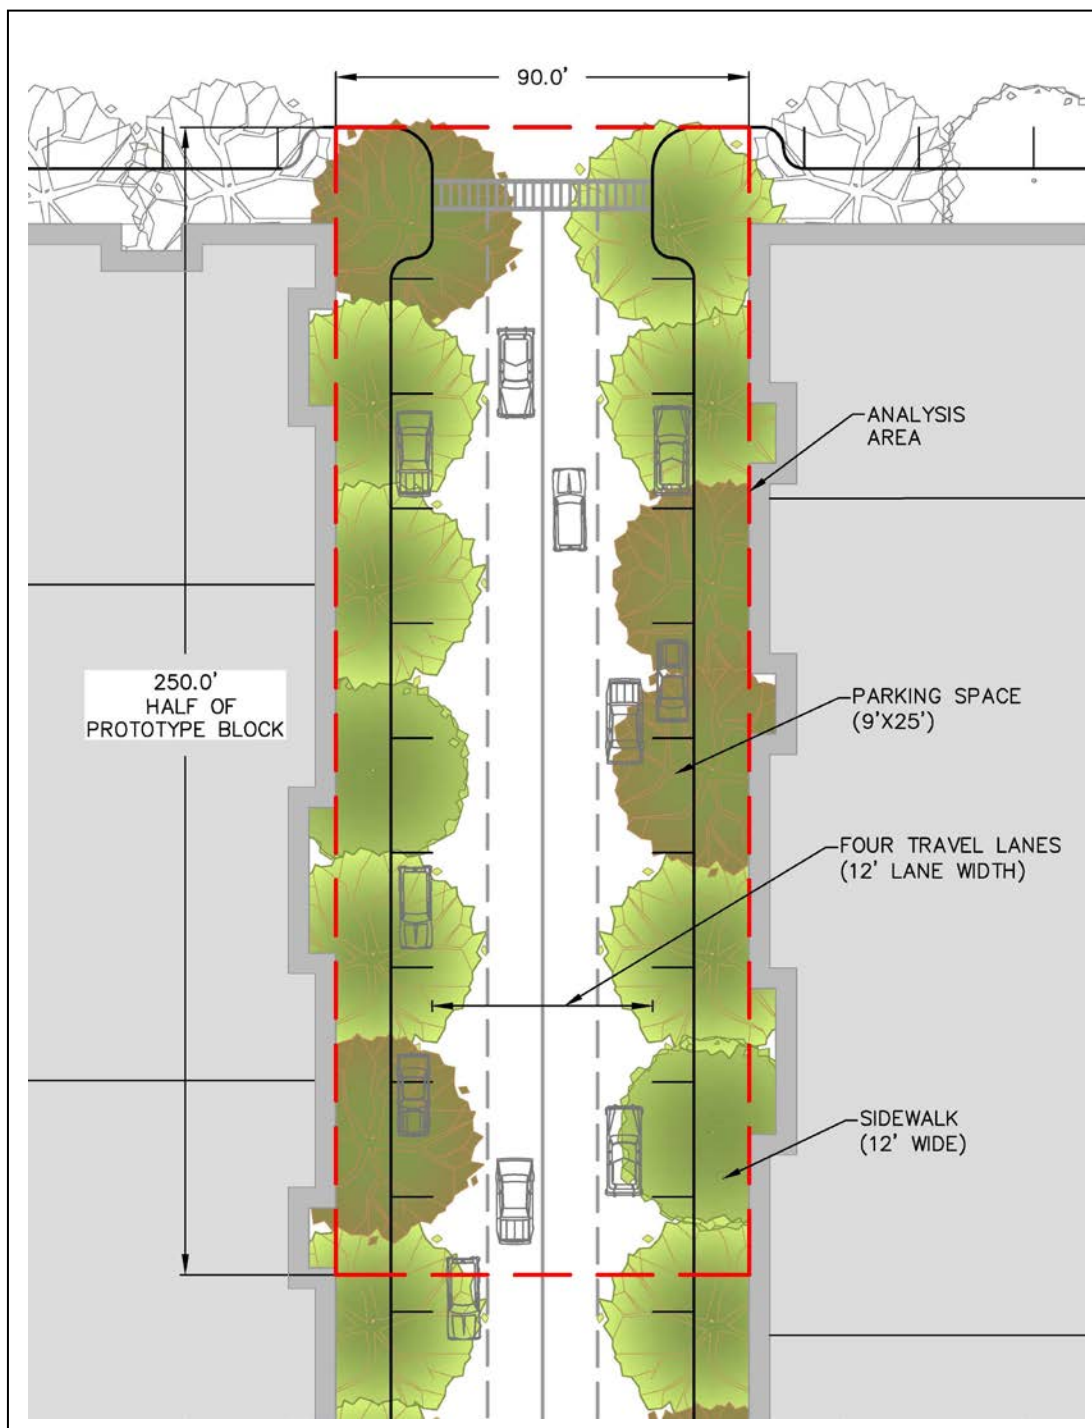 90.0'
ANALYSIS
AREA
250.0'
HALF OF
PROTOTYPE BLOCK
PARKING SPACE
(9'X25')
FOUR TRAVEL LANES
(12' LANE WIDTH)
SIDEWALK
(12' WIDE)